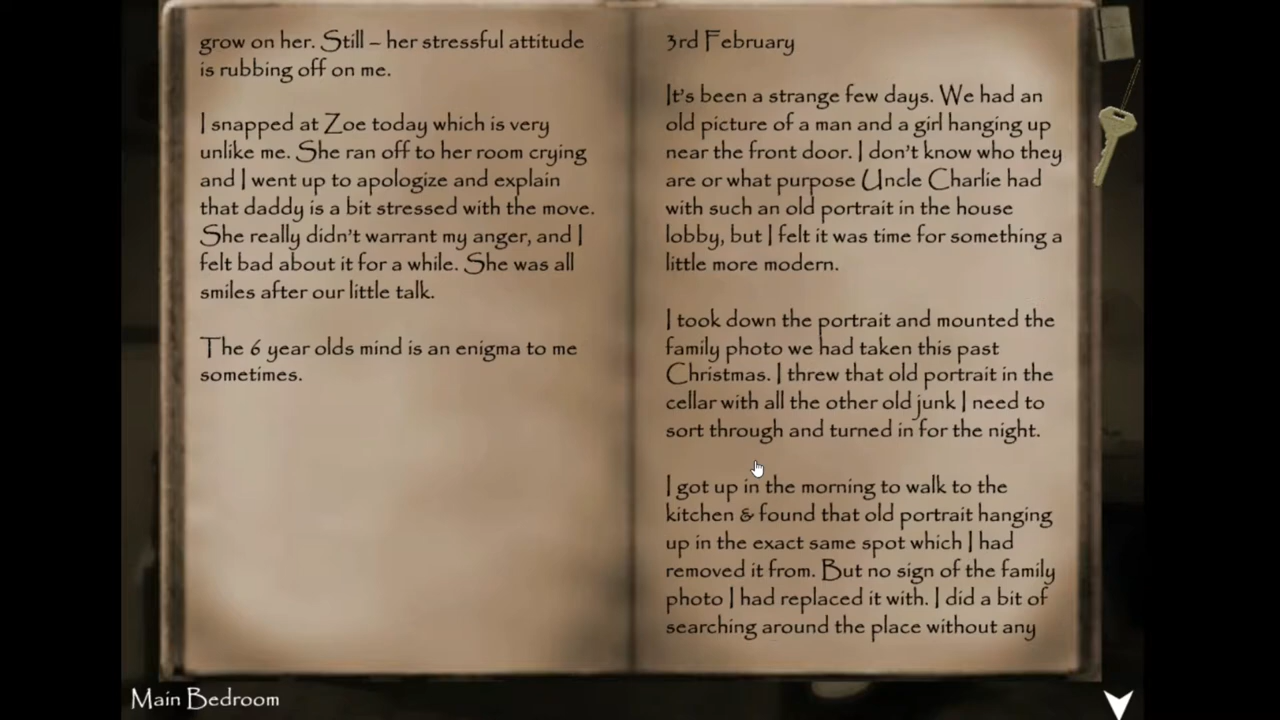 grow on her. Still – her stressful attitude
is rubbing off on me.
I snapped at Zoe today which is very
unlike me. She ran off to her room crying
and I went up to apologize and explain
that daddy is a bit stressed with the move.
She really didn't warrant my anger, and I
felt bad about it for a while. She was all
smiles after our little talk.
The 6 year olds mind is an enigma to me
sometimes.
3rd February
It's been a strange few days. We had an
old picture of a man and a girl hanging up
near the front door. I don't know who they
are or what purpose Uncle Charlie had
with such an old portrait in the house
lobby, but I felt it was time for something a
little more modern.
I took down the portrait and mounted the
family photo we had taken this past
Christmas. I threw that old portrait in the
cellar with all the other old junk I need to
sort through and turned in for the night.
I got up in the morning to walk to the
kitchen & found that old portrait hanging
up in the exact same spot which I had
removed it from. But no sign of the family
photo I had replaced it with. I did a bit of
searching around the place without any
Main Bedroom